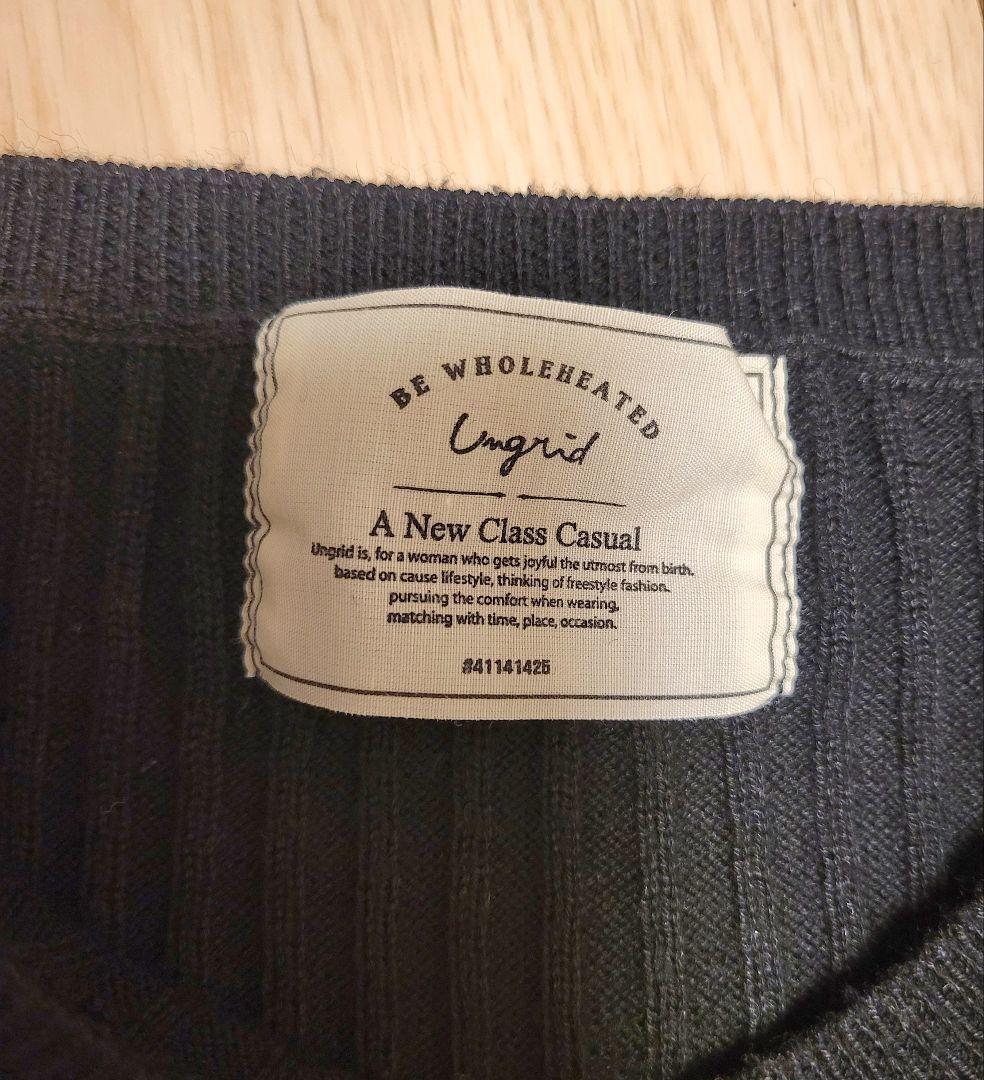 BE WHOLEHEATED
Ungrid
A New Class Casual
Ungrid is, for a woman who gets joyful the utmost from birth.
based on cause lifestyle, thinking of freestyle fashion.
pursuing the comfort when wearing,
matching with time, place, occasion.
#41141425